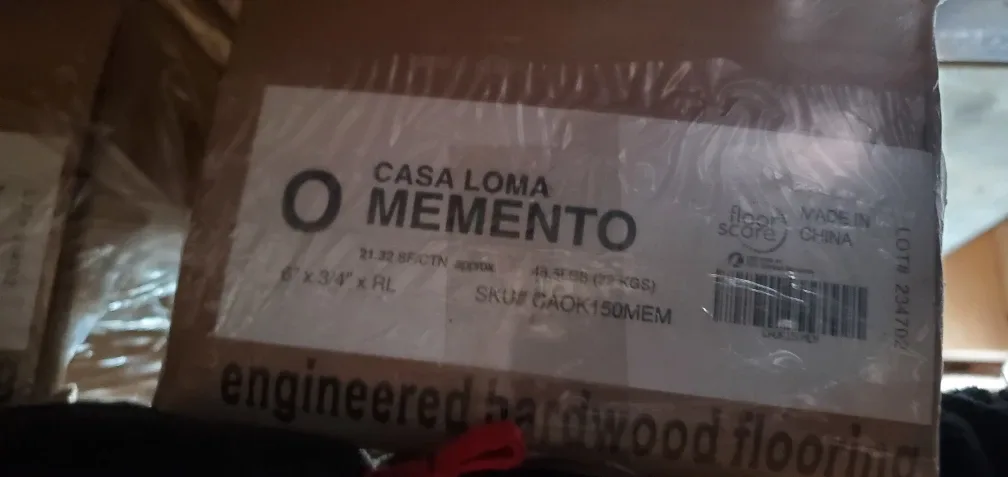 O
CASA LOMA
MEMENTO
21.32 SF/CTN approx
6" x 3/4" x RL
SKU# CAOK150MEM
floor
score
MADE IN
CHINA
LOT# 234702
engineered hardwood flooring